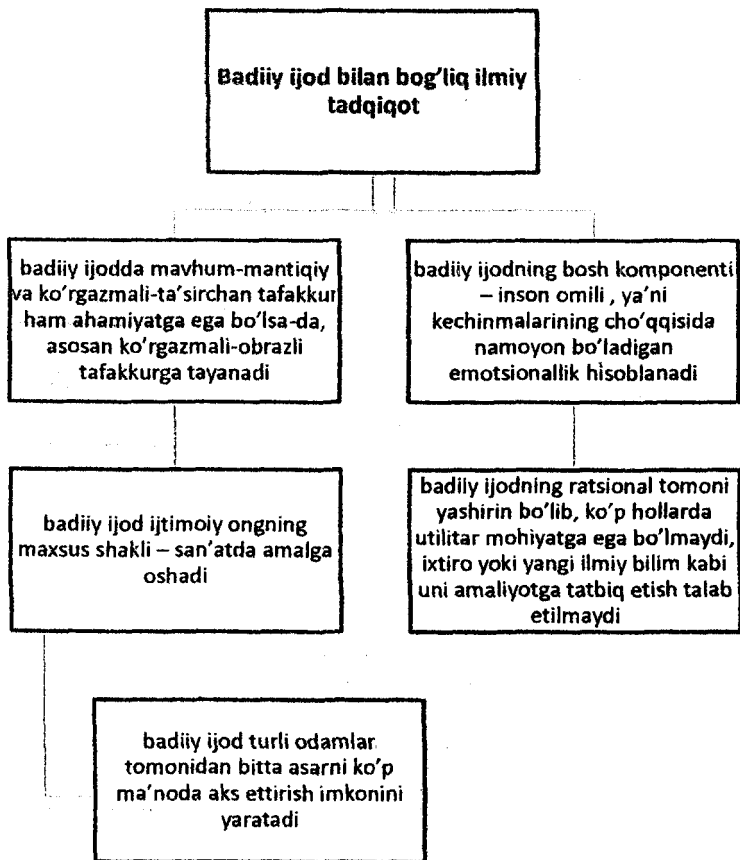 Badiiy ijod bilan bog‘liq ilmiy
tadqiqot
badiiy ijodda mavhum-mantiqiy
va ko‘rgazmali-ta‘sirchan tafakkur
ham ahamiyatga ega bo‘lsa-da,
asosan ko‘rgazmali-obrazli
tafakkurga tayanadi
badiiy ijodning bosh komponenti
– inson omili , ya‘ni
kechinmalarining cho‘qqisida
namoyon bo‘ladigan
emotsionallik hisoblanadi
badiiy ijod ijtimoiy ongning
maxsus shakli – san‘atda amalga
oshadi
badiiy ijodning ratsional tomoni
yashirin bo‘lib, ko‘p hollarda
utilitar mohiyatga ega bo‘lmaydi,
ixtiro yoki yangi ilmiy bilim kabi
uni amaliyotga tatbiq etish talab
etilmaydi
badiiy ijod turli odamlar
tomonidan bitta asarni ko‘p
ma‘noda aks ettirish imkonini
yaratadi